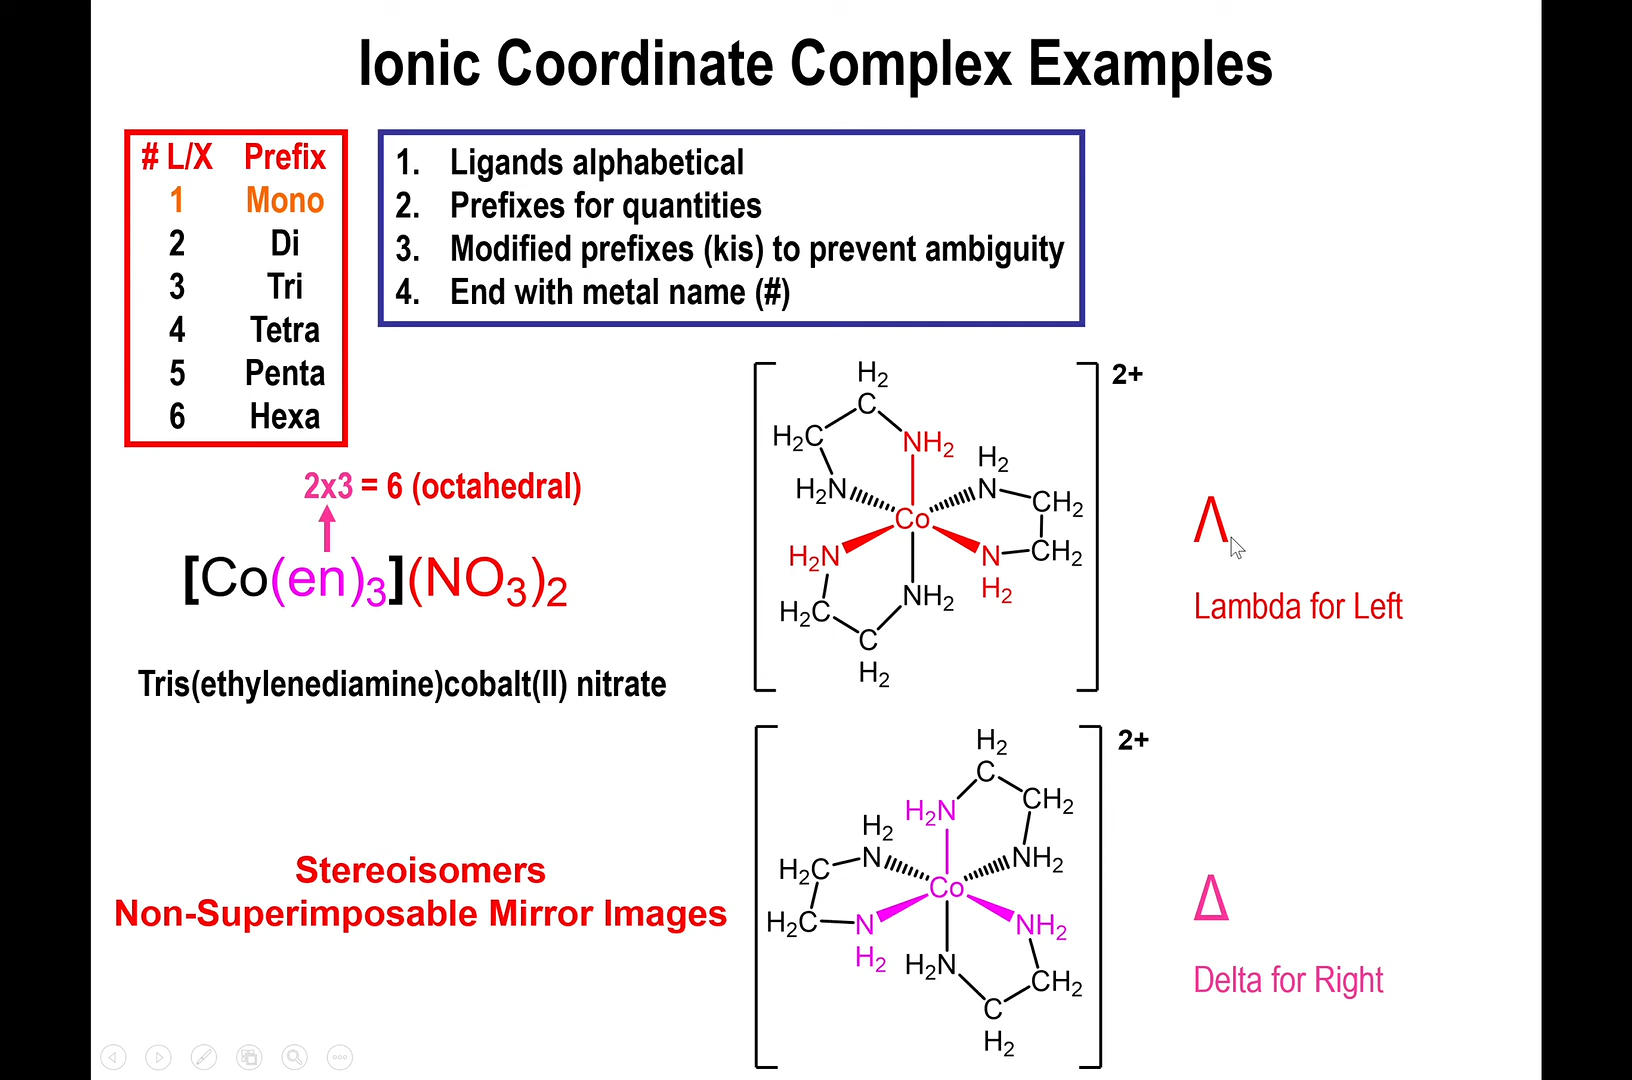 Ionic Coordinate Complex Examples
# L/X Prefix
1 Mono
2 Di
3 Tri
4 Tetra
5 Penta
6 Hexa
1. Ligands alphabetical
2. Prefixes for quantities
3. Modified prefixes (kis) to prevent ambiguity
4. End with metal name (#)
2x3 = 6 (octahedral)
[Co(en)₃](NO₃)₂
Tris(ethylenediamine)cobalt(II) nitrate
Stereoisomers
Non-Superimposable Mirror Images
2+
H₂
C
H₂C
NH₂
H₂
H₂N
N
CH₂
Co
H₂N
N
CH₂
H₂
H₂C
NH₂
C
H₂
Λ
Lambda for Left
2+
H₂
C
H₂N
CH₂
H₂
H₂C
N
NH₂
Co
H₂C
N
NH₂
H₂
H₂N
CH₂
C
H₂
Δ
Delta for Right